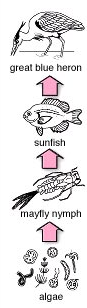 great blue heron
sunfish
mayfly nymph
algae